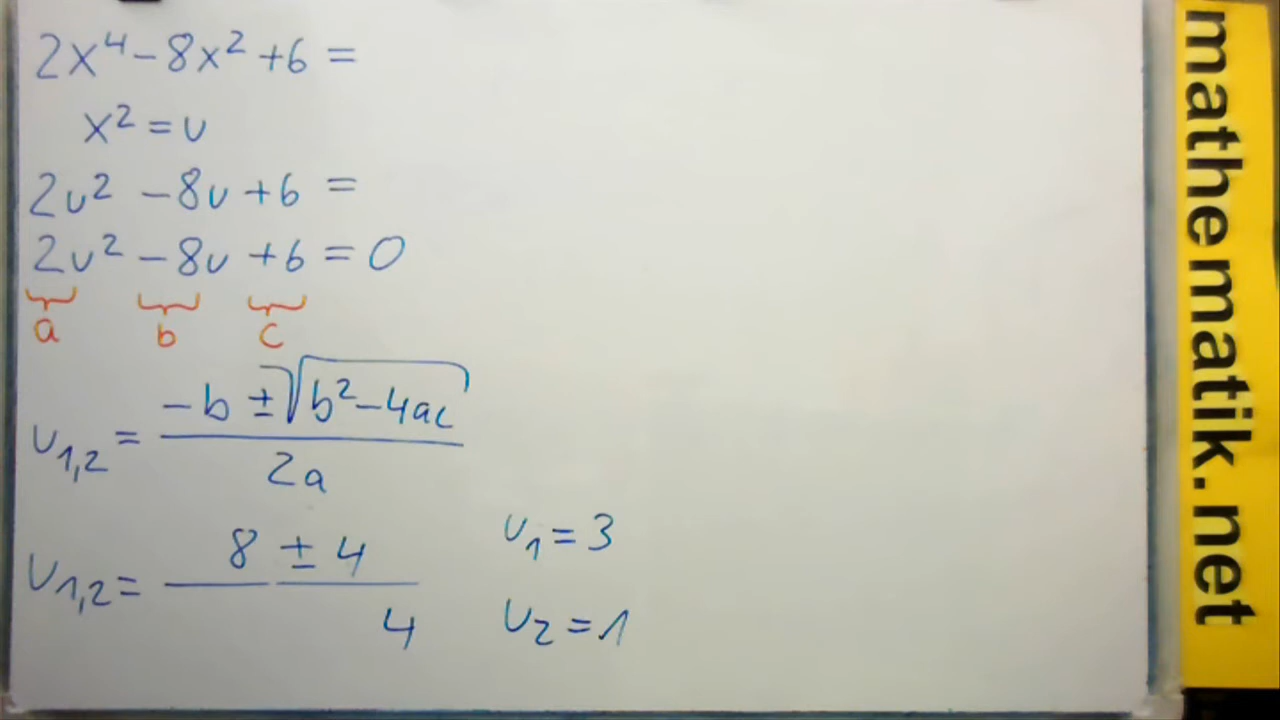 2x⁴ - 8x² + 6 =
x² = u
2u² - 8u + 6 =
2u² - 8u + 6 = 0
a b c
u₁,₂ = (-b ± √(b² - 4ac)) / 2a
u₁,₂ = (8 ± 4) / 4
u₁ = 3
u₂ = 1
mathematik.net